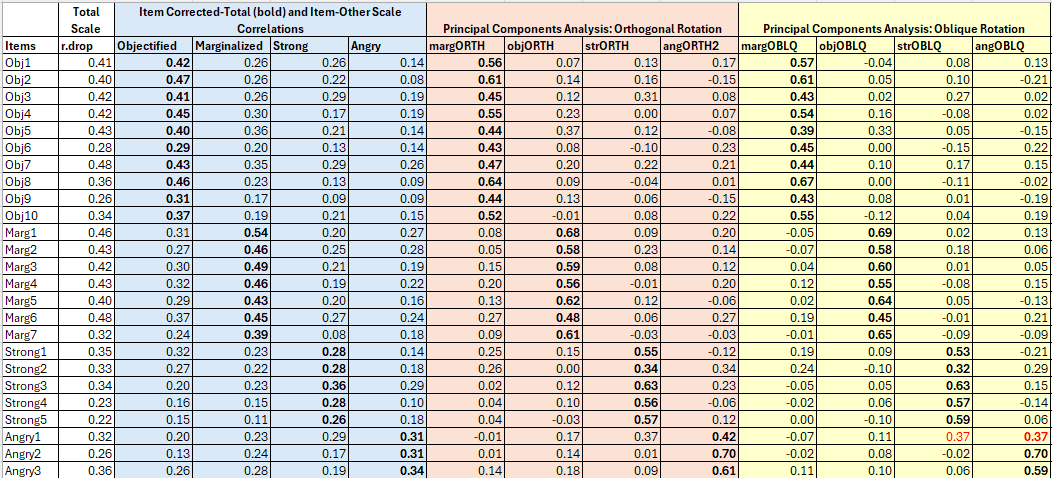 Total Item Corrected-Total (bold) and Item-Other Scale
Scale Correlations Principal Components Analysis: Orthogonal Rotation Principal Components Analysis: Oblique Rotation
Items r.drop Objectified Marginalized Strong Angry margORTH objORTH strORTH angORTH2 margOBLQ objOBLQ strOBLQ angOBLQ
Obj1 0.41 0.42 0.26 0.26 0.14 0.56 0.07 0.13 0.17 0.57 -0.04 0.08 0.13
Obj2 0.40 0.47 0.26 0.22 0.08 0.61 0.14 0.16 -0.15 0.61 0.05 0.10 -0.21
Obj3 0.42 0.41 0.26 0.29 0.19 0.45 0.12 0.31 0.08 0.43 0.02 0.27 0.02
Obj4 0.42 0.45 0.30 0.17 0.19 0.55 0.23 0.00 0.07 0.54 0.16 -0.08 0.02
Obj5 0.43 0.40 0.36 0.21 0.14 0.44 0.37 0.12 -0.08 0.39 0.33 0.05 -0.15
Obj6 0.28 0.29 0.20 0.13 0.14 0.43 0.08 -0.10 0.23 0.45 0.00 -0.15 0.22
Obj7 0.48 0.43 0.35 0.29 0.26 0.47 0.20 0.22 0.21 0.44 0.10 0.17 0.15
Obj8 0.36 0.46 0.23 0.13 0.09 0.64 0.09 -0.04 0.01 0.67 0.00 -0.11 -0.02
Obj9 0.26 0.31 0.17 0.09 0.09 0.44 0.13 0.06 -0.15 0.43 0.08 0.01 -0.19
Obj10 0.34 0.37 0.19 0.21 0.15 0.52 -0.01 0.08 0.22 0.55 -0.12 0.04 0.19
Marg1 0.46 0.31 0.54 0.20 0.27 0.08 0.68 0.09 0.20 -0.05 0.69 0.02 0.13
Marg2 0.43 0.27 0.46 0.25 0.28 0.05 0.58 0.23 0.14 -0.07 0.58 0.18 0.06
Marg3 0.42 0.30 0.49 0.21 0.19 0.15 0.59 0.08 0.12 0.04 0.60 0.01 0.05
Marg4 0.43 0.32 0.46 0.19 0.22 0.20 0.56 -0.01 0.20 0.12 0.55 -0.08 0.15
Marg5 0.40 0.29 0.43 0.20 0.16 0.13 0.62 0.12 -0.06 0.02 0.64 0.05 -0.13
Marg6 0.48 0.37 0.45 0.27 0.24 0.27 0.48 0.06 0.27 0.19 0.45 -0.01 0.21
Marg7 0.32 0.24 0.39 0.08 0.18 0.09 0.61 -0.03 -0.03 -0.01 0.65 -0.09 -0.09
Strong1 0.35 0.32 0.23 0.28 0.14 0.25 0.15 0.55 -0.12 0.19 0.09 0.53 -0.21
Strong2 0.33 0.27 0.22 0.28 0.18 0.26 0.00 0.34 0.34 0.24 -0.10 0.32 0.29
Strong3 0.34 0.20 0.23 0.36 0.29 0.02 0.12 0.63 0.23 -0.05 0.05 0.63 0.15
Strong4 0.23 0.16 0.15 0.28 0.10 0.04 0.10 0.56 -0.06 -0.02 0.06 0.57 -0.14
Strong5 0.22 0.15 0.11 0.26 0.18 0.04 -0.03 0.57 0.12 0.00 -0.10 0.59 0.06
Angry1 0.32 0.20 0.23 0.29 0.31 -0.01 0.17 0.37 0.42 -0.07 0.11 0.37 0.37
Angry2 0.26 0.13 0.24 0.17 0.31 0.01 0.14 0.01 0.70 -0.02 0.08 -0.02 0.70
Angry3 0.36 0.26 0.28 0.19 0.34 0.14 0.18 0.09 0.61 0.11 0.10 0.06 0.59